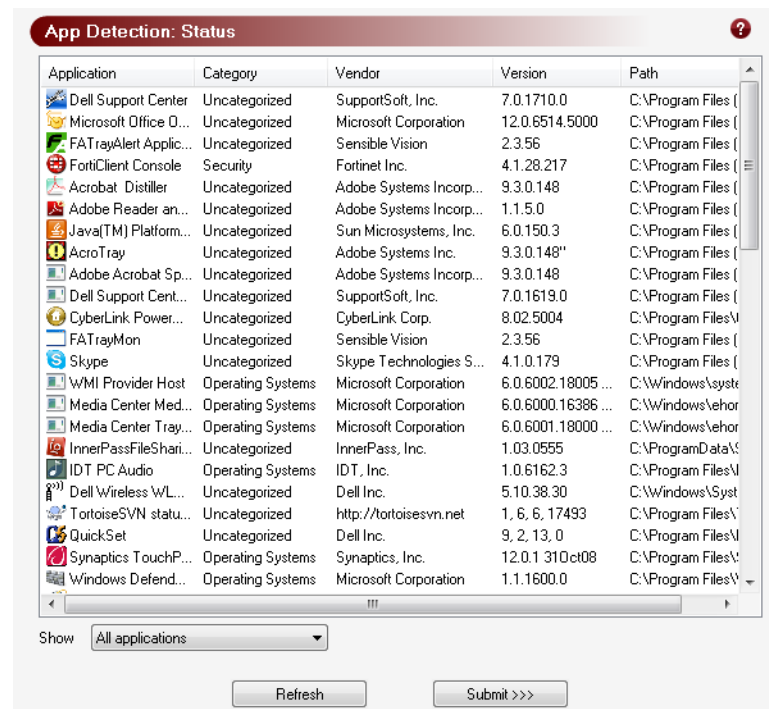 App Detection: Status
?
Application Category Vendor Version Path
Dell Support Center Uncategorized SupportSoft, Inc. 7.0.1710.0 C:\Program Files (
Microsoft Office O... Uncategorized Microsoft Corporation 12.0.6514.5000 C:\Program Files (
FATrayAlert Applic... Uncategorized Sensible Vision 2.3.56 C:\Program Files (
FortiClient Console Security Fortinet Inc. 4.1.28.217 C:\Program Files (
Acrobat Distiller Uncategorized Adobe Systems Incorp... 9.3.0.148 C:\Program Files (
Adobe Reader an... Uncategorized Adobe Systems Incorp... 1.1.5.0 C:\Program Files (
Java(TM) Platform... Uncategorized Sun Microsystems, Inc. 6.0.150.3 C:\Program Files (
AcroTray Uncategorized Adobe Systems Inc. 9.3.0.148" C:\Program Files (
Adobe Acrobat Sp... Uncategorized Adobe Systems Incorp... 9.3.0.148 C:\Program Files (
Dell Support Cent... Uncategorized SupportSoft, Inc. 7.0.1619.0 C:\Program Files (
CyberLink Power... Uncategorized CyberLink Corp. 8.02.5004 C:\Program Files\
FATrayMon Uncategorized Sensible Vision 2.3.56 C:\Program Files (
Skype Uncategorized Skype Technologies S... 4.1.0.179 C:\Program Files (
WMI Provider Host Operating Systems Microsoft Corporation 6.0.6002.18005 ... C:\Windows\syste
Media Center Med... Operating Systems Microsoft Corporation 6.0.6000.16386 ... C:\Windows\ehor
Media Center Tray... Operating Systems Microsoft Corporation 6.0.6001.18000 ... C:\Windows\ehor
InnerPassFileShari... Uncategorized InnerPass, Inc. 1.03.0555 C:\ProgramData\S
IDT PC Audio Operating Systems IDT, Inc. 1.0.6162.3 C:\Program Files\
Dell Wireless WL... Uncategorized Dell Inc. 5.10.38.30 C:\Windows\Syst
TortoiseSVN statu... Uncategorized http://tortoisesvn.net 1, 6, 6, 17493 C:\Program Files\
QuickSet Uncategorized Dell Inc. 9, 2, 13, 0 C:\Program Files\
Synaptics TouchP... Operating Systems Synaptics, Inc. 12.0.1 31Oct08 C:\Program Files\
Windows Defend... Operating Systems Microsoft Corporation 1.1.1600.0 C:\Program Files\
Show All applications
Refresh Submit >>>